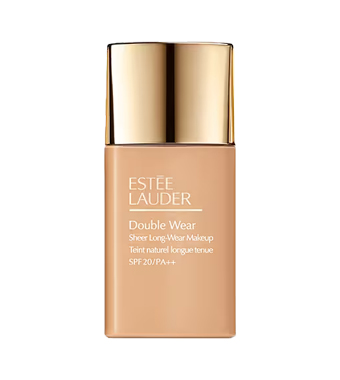 ESTĒE
LAUDER
Double Wear
Sheer Long-Wear Makeup
Teint naturel longue tenue
SPF 20/PA++